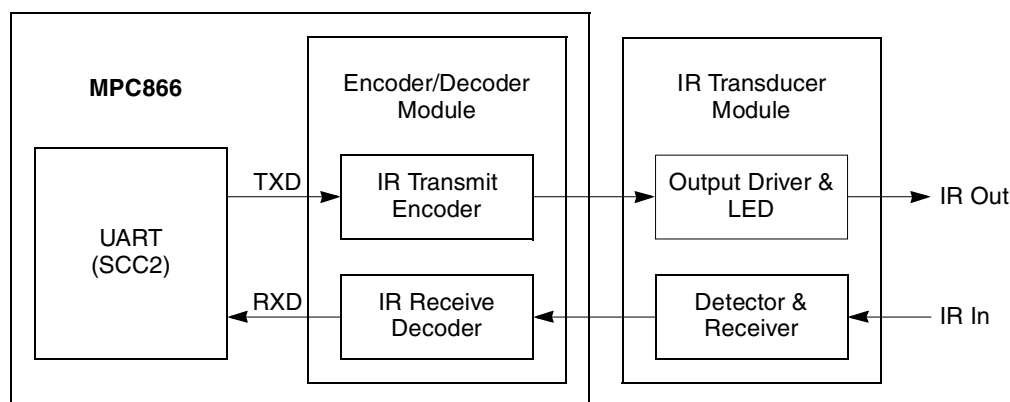 MPC866
Encoder/Decoder
Module
IR Transducer
Module
UART
(SCC2)
TXD
IR Transmit
Encoder
Output Driver &
LED
IR Out
RXD
IR Receive
Decoder
Detector &
Receiver
IR In